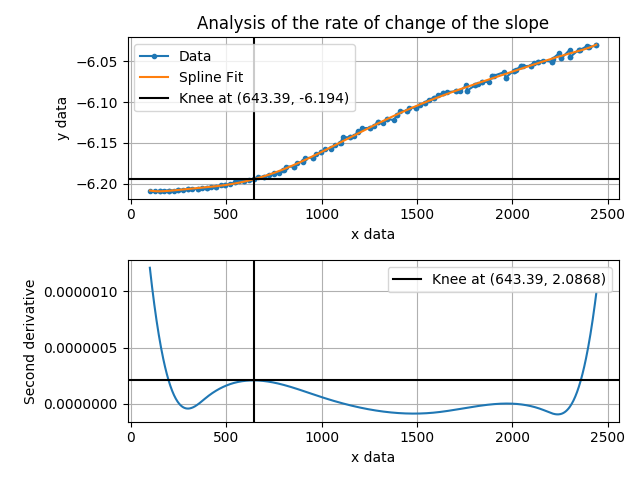 Analysis of the rate of change of the slope
Data
Spline Fit
Knee at (643.39, -6.194)
y data
−6.05
−6.10
−6.15
−6.20
0 500 1000 1500 2000 2500
x data
Knee at (643.39, 2.0868)
Second derivative
0.0000010
0.0000005
0.0000000
0 500 1000 1500 2000 2500
x data